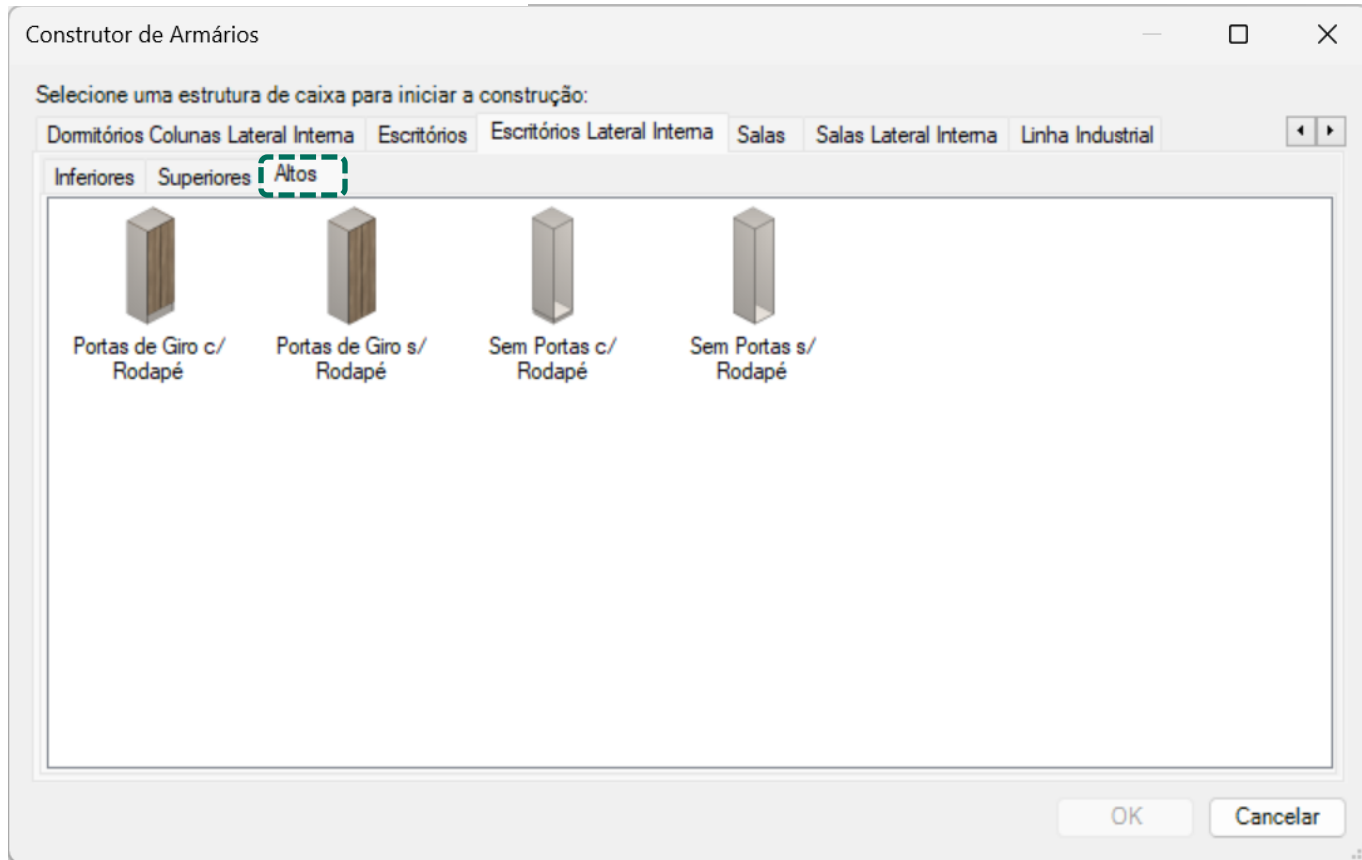 Construtor de Armários
Selecione uma estrutura de caixa para iniciar a construção:
Dormitórios Colunas Lateral Interna Escritórios Escritórios Lateral Interna Salas Salas Lateral Interna Linha Industrial
Inferiores Superiores Altos
Portas de Giro c/
Rodapé
Portas de Giro s/
Rodapé
Sem Portas c/
Rodapé
Sem Portas s/
Rodapé
OK Cancelar